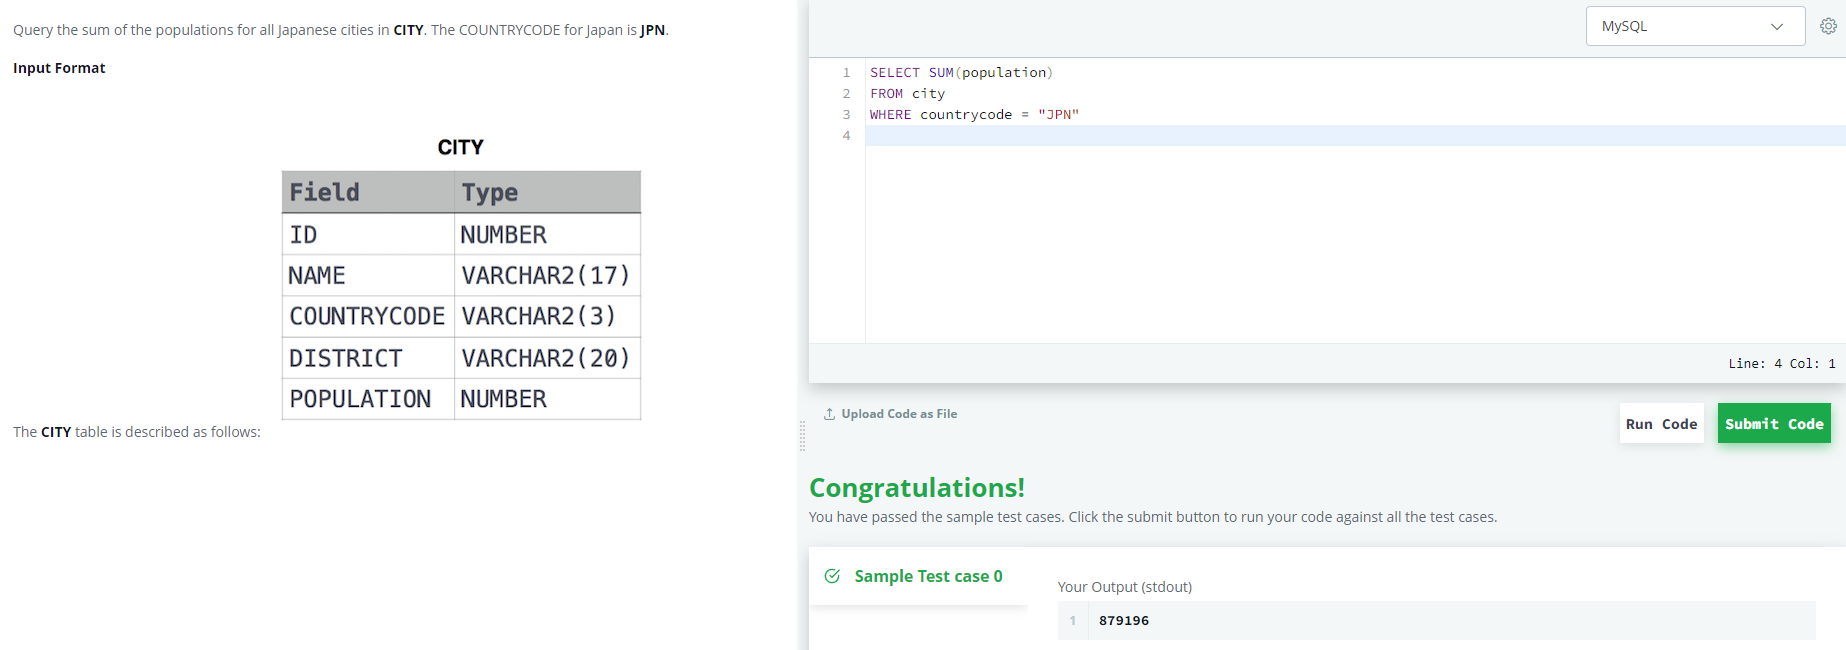 Query the sum of the populations for all Japanese cities in CITY. The COUNTRYCODE for Japan is JPN.
Input Format
CITY
Field Type
ID NUMBER
NAME VARCHAR2(17)
COUNTRYCODE VARCHAR2(3)
DISTRICT VARCHAR2(20)
POPULATION NUMBER
The CITY table is described as follows:
MySQL
1 SELECT SUM(population)
2 FROM city
3 WHERE countrycode = "JPN"
4
Line: 4 Col: 1
Upload Code as File
Run Code
Submit Code
Congratulations!
You have passed the sample test cases. Click the submit button to run your code against all the test cases.
Sample Test case 0
Your Output (stdout)
1 879196